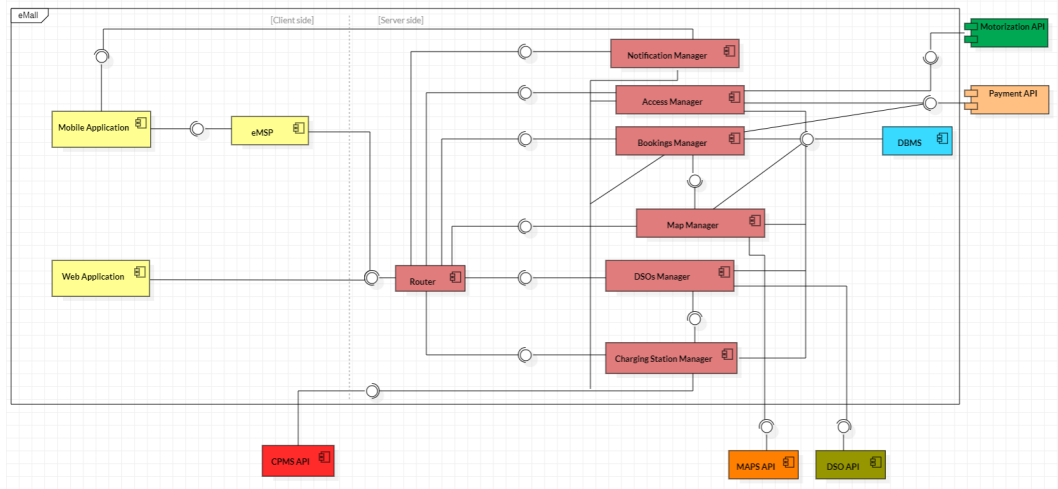 eMall
[Client side]
[Server side]
Motorization API
Notification Manager
Payment API
Access Manager
Mobile Application
eMSP
Bookings Manager
DBMS
Map Manager
Web Application
Router
DSOs Manager
Charging Station Manager
CPMS API
MAPS API
DSO API